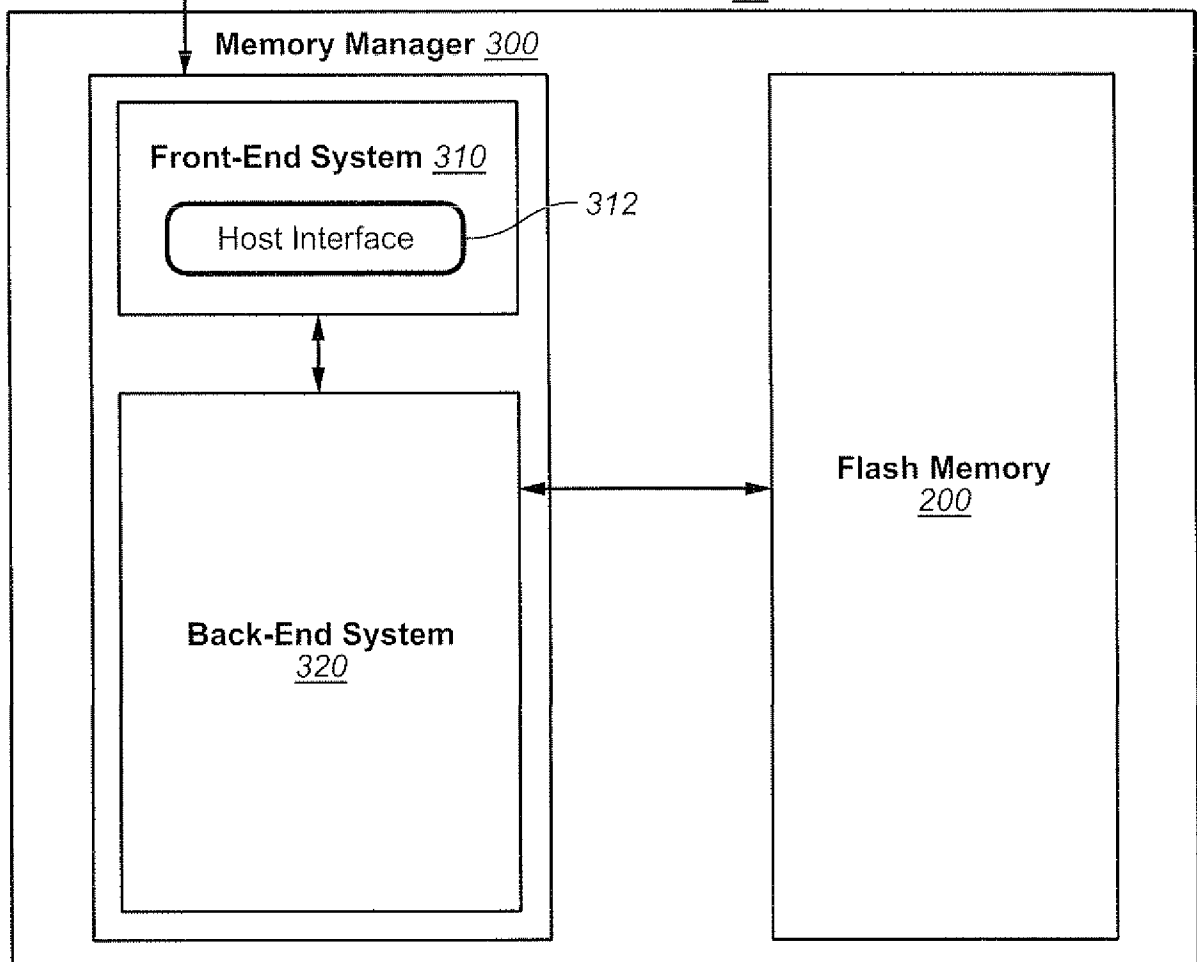 Memory Manager 300
Front-End System 310
312
Host Interface
Flash Memory
200
Back-End System
320